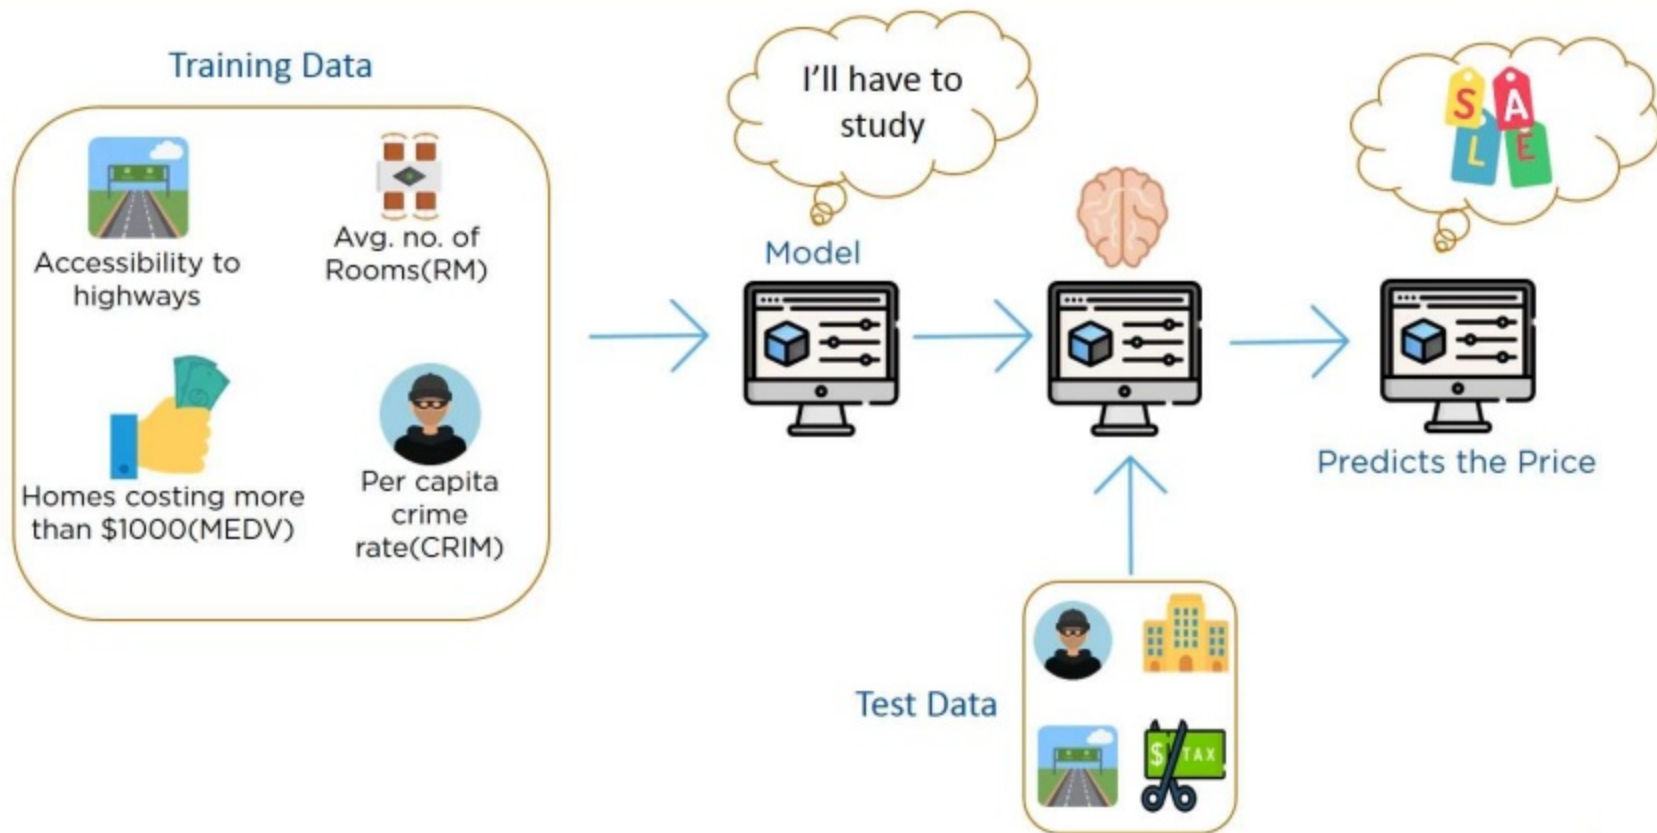 Training Data
Accessibility to
highways
Avg. no. of
Rooms(RM)
Homes costing more
than $1000(MEDV)
Per capita
crime
rate(CRIM)
I'll have to
study
Model
S A
L E
Predicts the Price
Test Data
$ TAX